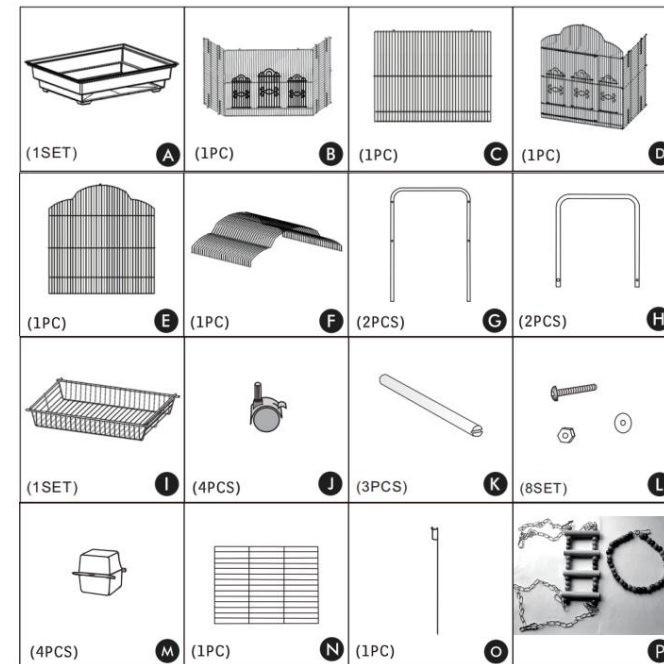 (1SET) A
(1PC) B
(1PC) C
(1PC) D
(1PC) E
(1PC) F
(2PCS) G
(2PCS) H
(1SET) I
(4PCS) J
(3PCS) K
(8SET) L
(4PCS) M
(1PC) N
(1PC) O
P